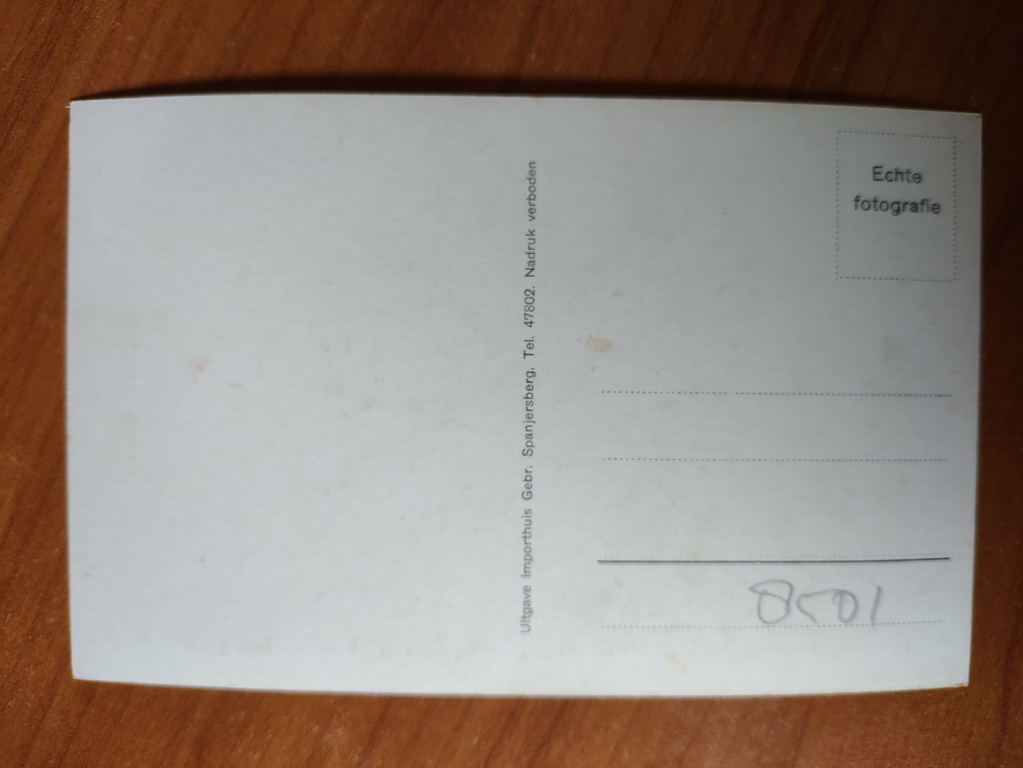 Uitgave Importhuis Gebr. Spanjersberg. Tel. 47802. Nadruk verboden
Echte
fotografie
8501